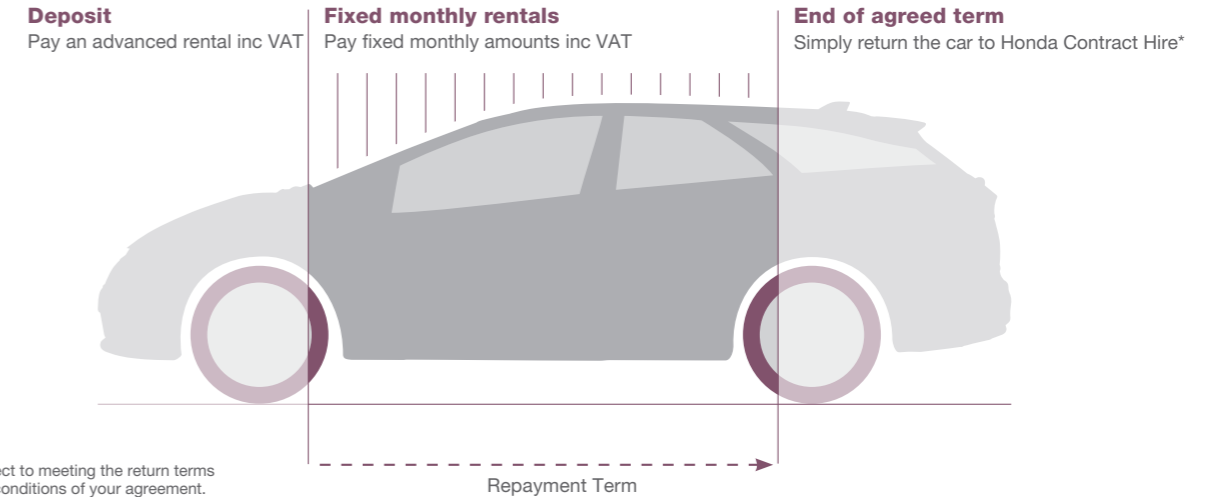 Deposit
Pay an advanced rental inc VAT
Fixed monthly rentals
Pay fixed monthly amounts inc VAT
End of agreed term
Simply return the car to Honda Contract Hire*
to meeting the return terms
of your agreement.
Repayment Term